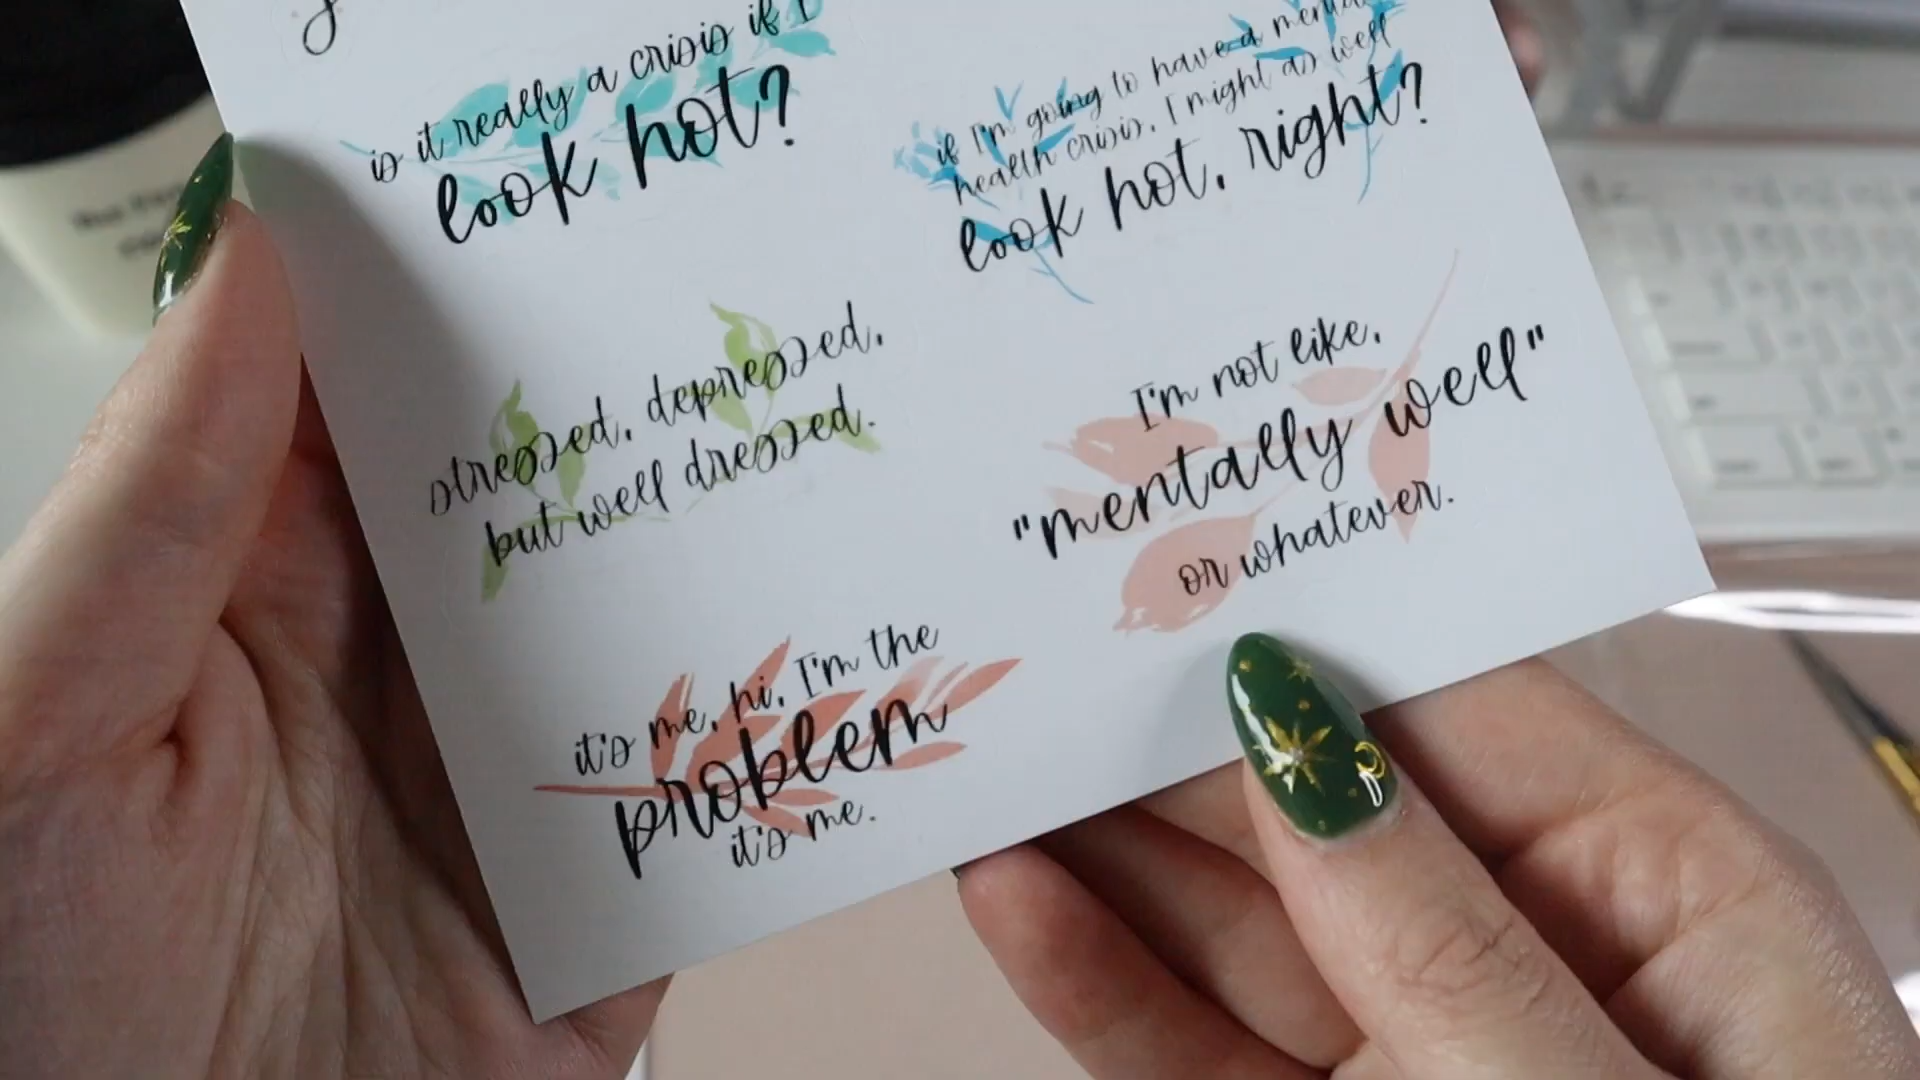 is it really a crisis if I
look hot?
if I'm going to have a mental
health crisis, I might as well
look hot, right?
stressed, depressed,
but well dressed.
I'm not like,
"mentally well"
or whatever.
it's me, hi, I'm the
problem
it's me.